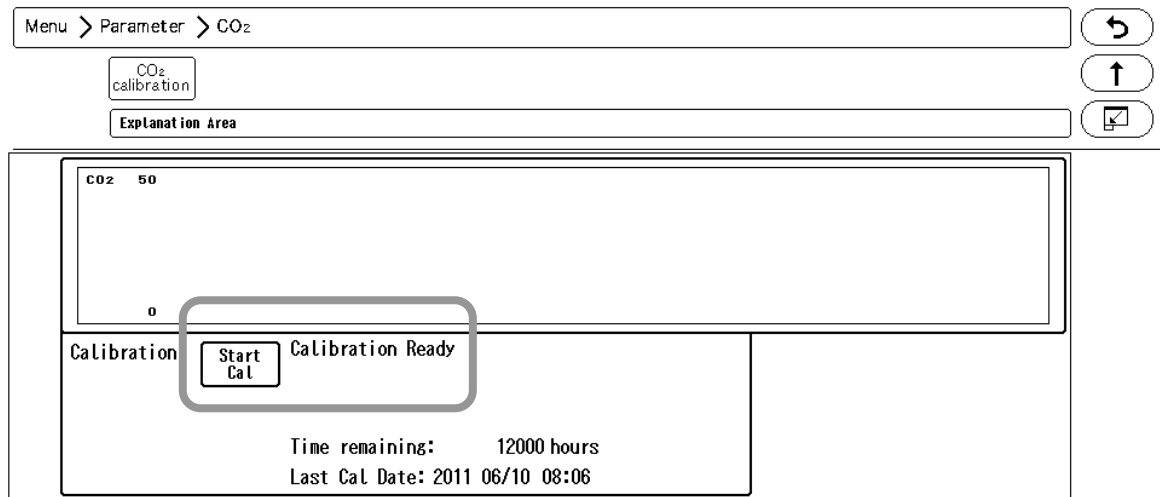 Menu > Parameter > CO₂
CO₂
calibration
Explanation Area
CO2 50
0
Calibration
Start
Cal
Calibration Ready
Time remaining: 12000 hours
Last Cal Date: 2011 06/10 08:06